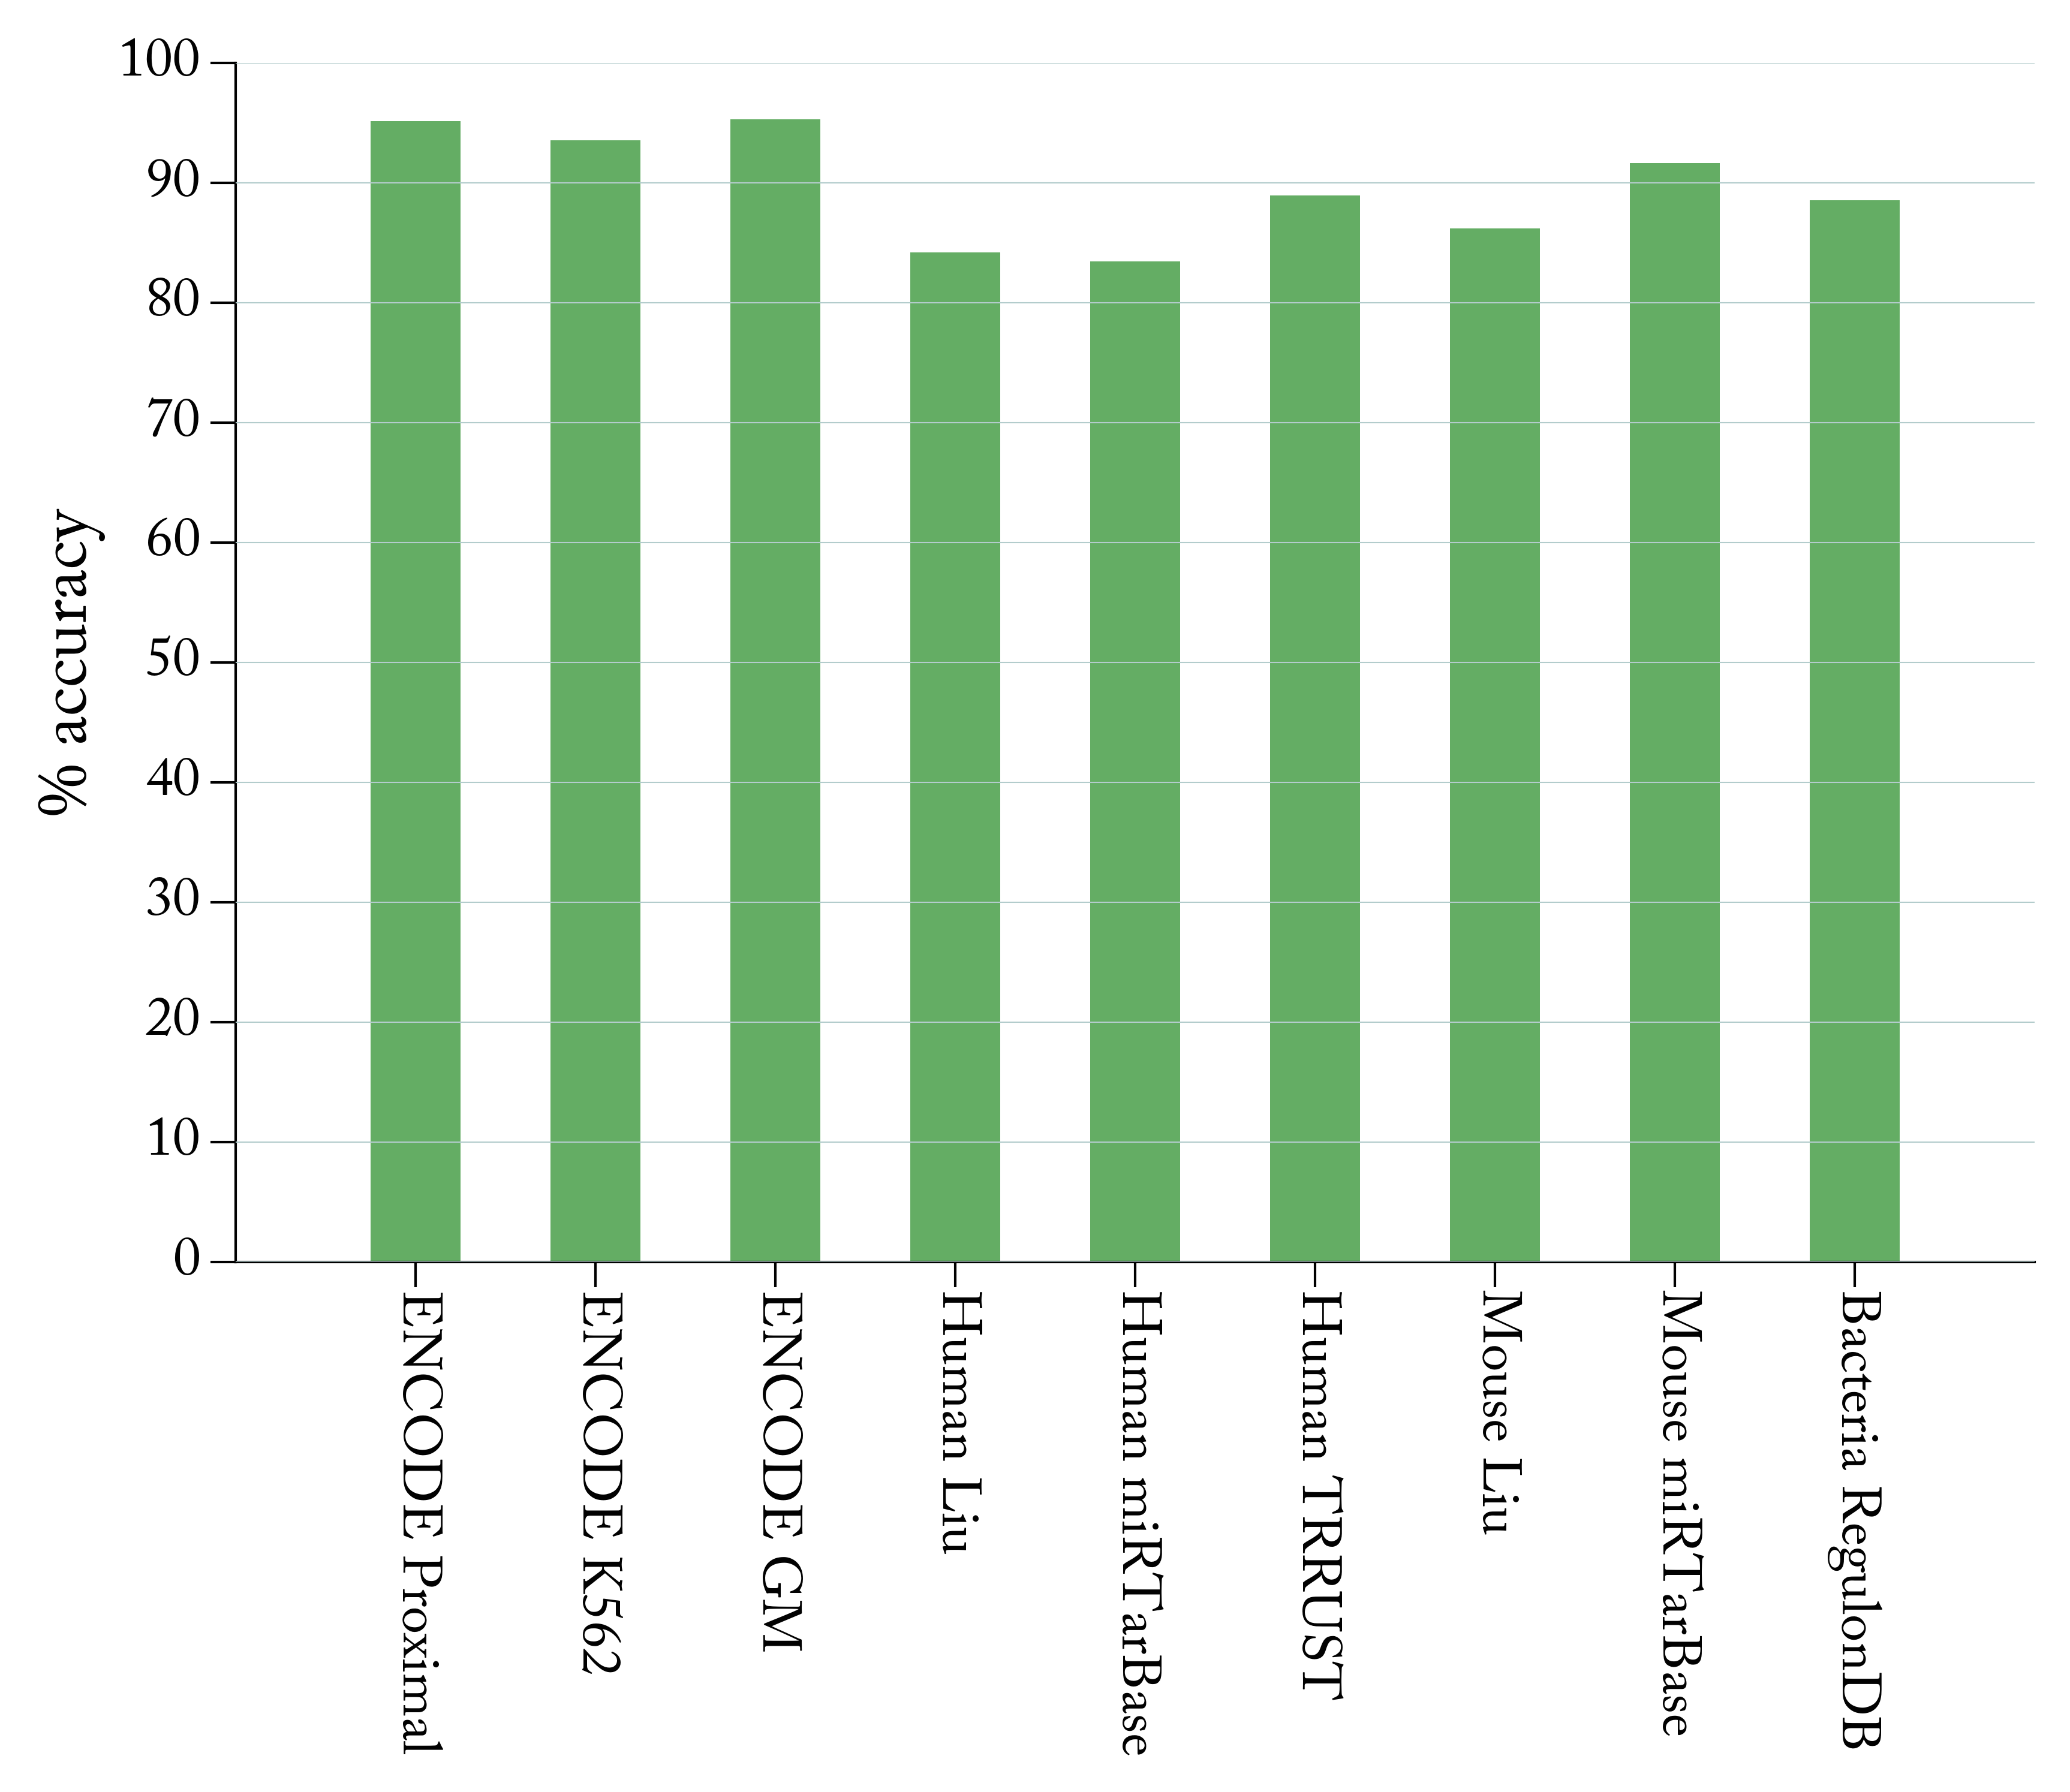 100
90
80
70
60
50
40
30
20
10
0
% accuracy
ENCODE Proximal
ENCODE K562
ENCODE GM
Human Liu
Human miRTarBase
Human TRRUST
Mouse Liu
Mouse miRTarBase
Bacteria RegulonDB